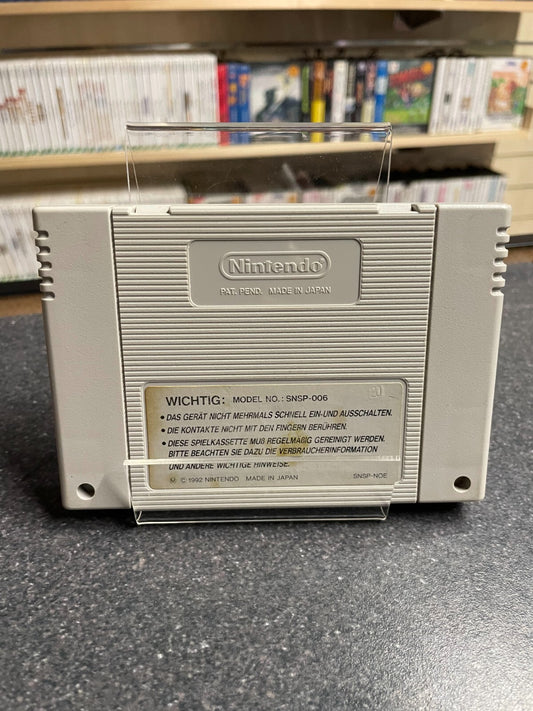 Nintendo
PAT. PEND. MADE IN JAPAN
WICHTIG: MODEL NO.: SNSP-006
• DAS GERÄT NICHT MEHRMALS SCHNELL EIN-UND AUSSCHALTEN.
• DIE KONTAKTE NICHT MIT DEN FINGERN BERÜHREN.
• DIESE SPIELKASSETTE MUß REGELMAßIG GEREINIGT WERDEN.
BITTE BEACHTEN SIE DAZU DIE VERBRAUCHERINFORMATION
UND ANDERE WICHTIGE HINWEISE.
Ⓜ © 1992 NINTENDO MADE IN JAPAN SNSP-NOE